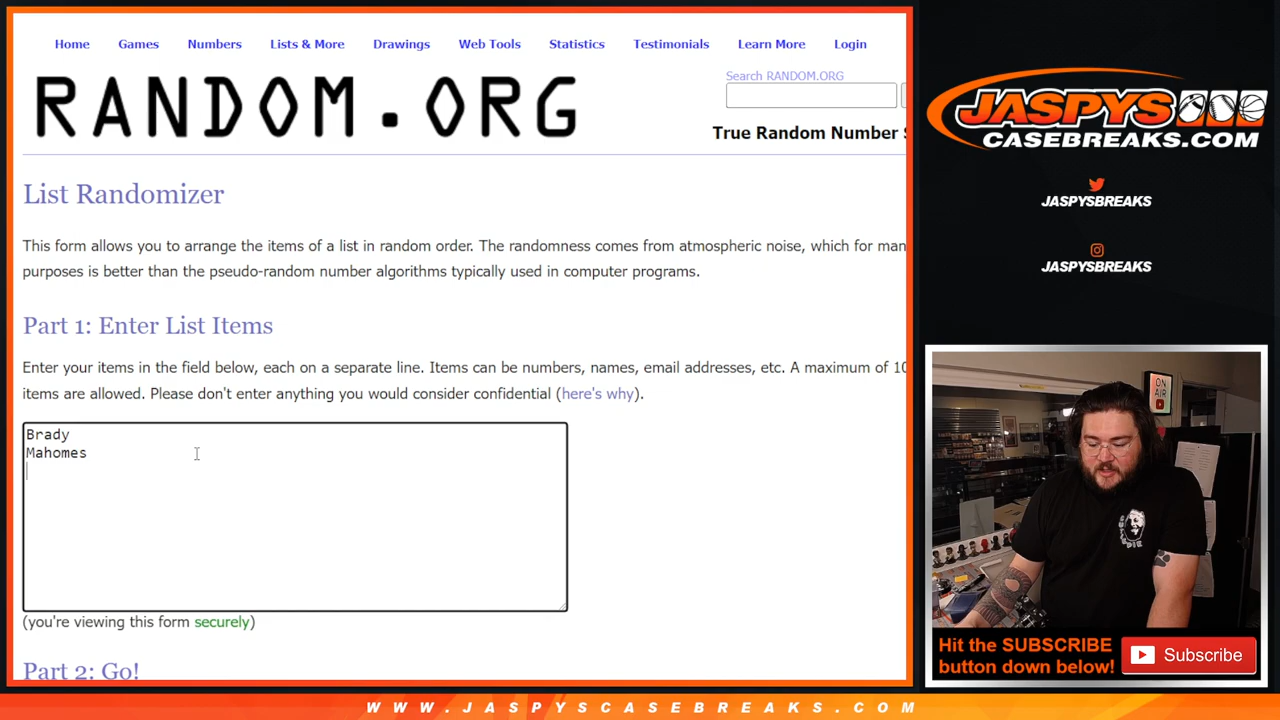 Home Games Numbers Lists & More Drawings Web Tools Statistics Testimonials Learn More Login
RANDOM.ORG
Search RANDOM.ORG
True Random Number
List Randomizer
This form allows you to arrange the items of a list in random order. The randomness comes from atmospheric noise, which for man
purposes is better than the pseudo-random number algorithms typically used in computer programs.
Part 1: Enter List Items
Enter your items in the field below, each on a separate line. Items can be numbers, names, email addresses, etc. A maximum of 10
items are allowed. Please don't enter anything you would consider confidential (here's why).
Brady
Mahomes
(you're viewing this form securely)
Part 2: Go!
JASPYS
CASEBREAKS.COM
JASPYSBREAKS
JASPYSBREAKS
ON
AIR
Hit the SUBSCRIBE
button down below!
Subscribe
WWW.JASPYSCASEBREAKS.COM